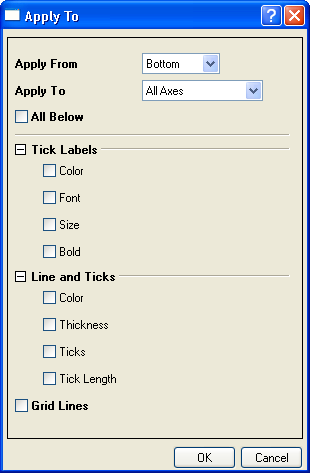 Apply To
Apply From Bottom
Apply To All Axes
All Below
Tick Labels
Color
Font
Size
Bold
Line and Ticks
Color
Thickness
Ticks
Tick Length
Grid Lines
OK Cancel